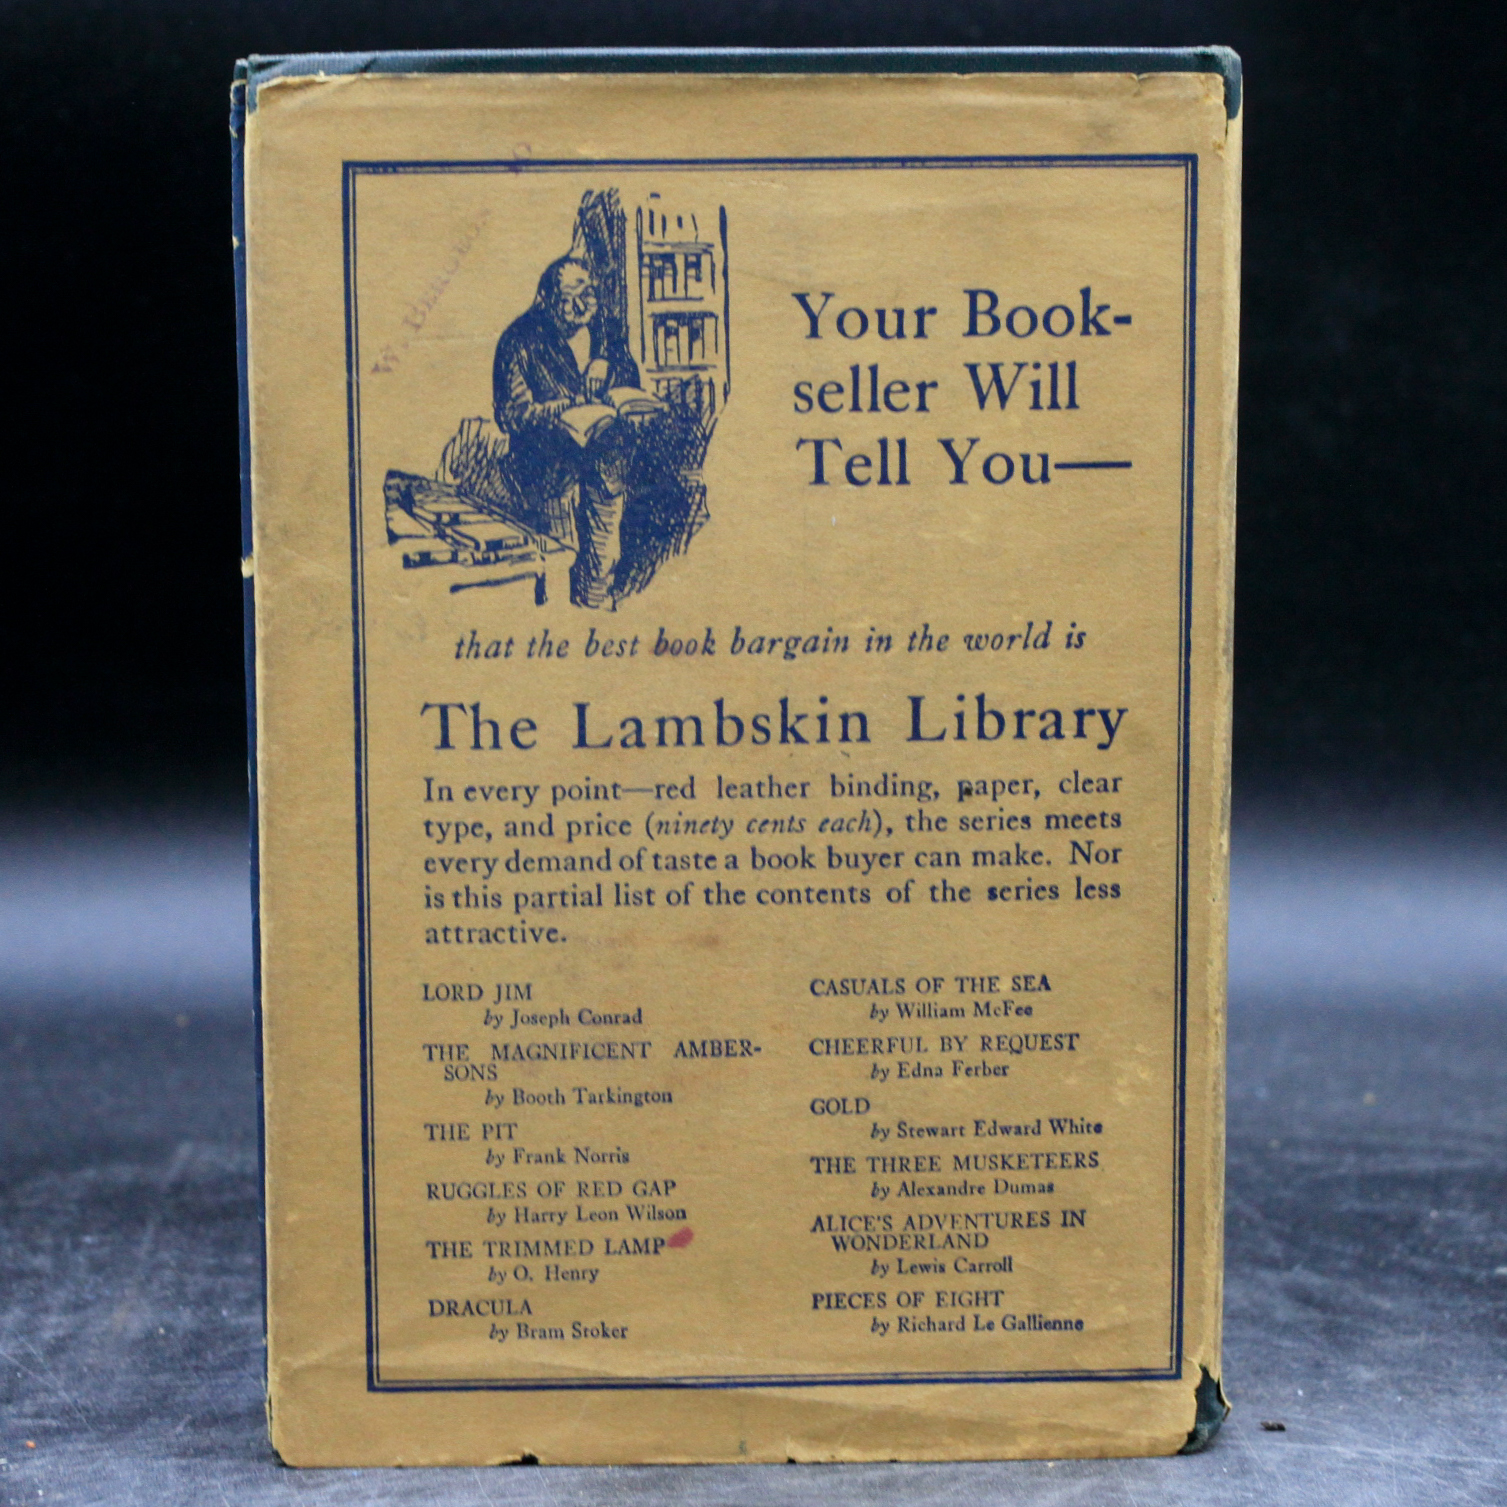 Your Book-
seller Will
Tell You—
that the best book bargain in the world is
The Lambskin Library
In every point—red leather binding, paper, clear
type, and price (ninety cents each), the series meets
every demand of taste a book buyer can make. Nor
is this partial list of the contents of the series less
attractive.
LORD JIM
by Joseph Conrad
THE MAGNIFICENT AMBER-
SONS
by Booth Tarkington
THE PIT
by Frank Norris
RUGGLES OF RED GAP
by Harry Leon Wilson
THE TRIMMED LAMP
by O. Henry
DRACULA
by Bram Stoker
CASUALS OF THE SEA
by William McFee
CHEERFUL BY REQUEST
by Edna Ferber
GOLD
by Stewart Edward White
THE THREE MUSKETEERS
by Alexandre Dumas
ALICE'S ADVENTURES IN
WONDERLAND
by Lewis Carroll
PIECES OF EIGHT
by Richard Le Gallienne